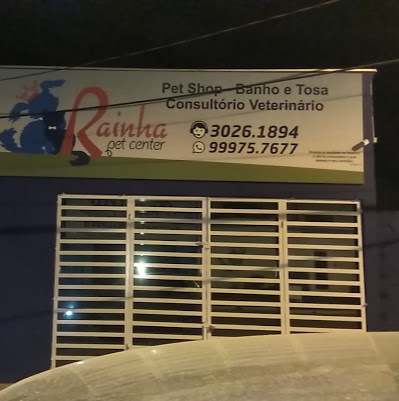 Rainha
pet center
Pet Shop - Banho e Tosa
Consultório Veterinário
3026.1894
99975.7677